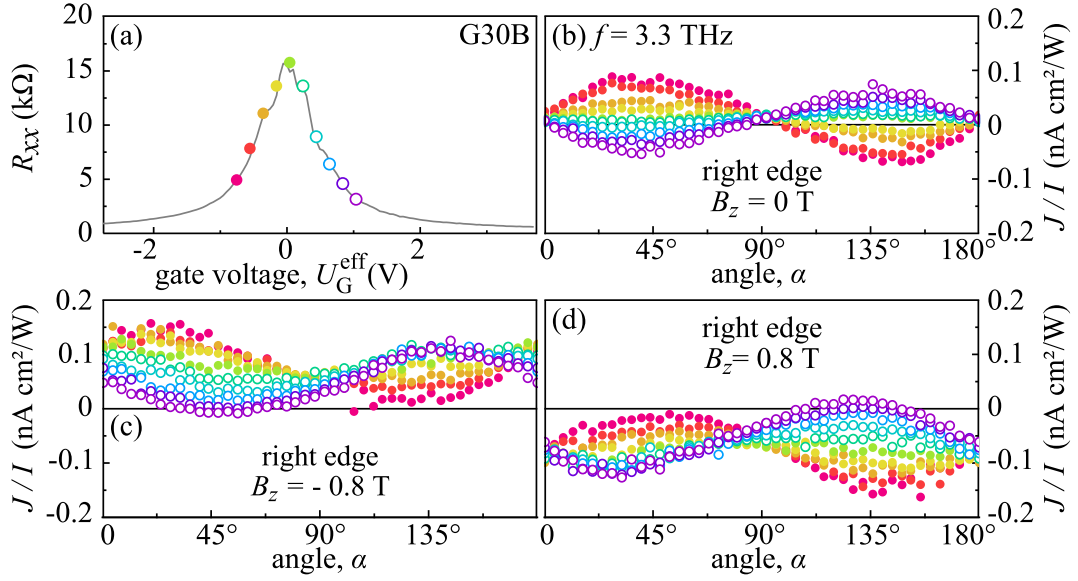 (a) G30B
20
15
10
5
0
R_xx (kΩ)
-2 0 2
gate voltage, U_G^eff (V)
(b) f = 3.3 THz
right edge
B_z = 0 T
0.2
0.1
0
-0.1
-0.2
J / I (nA cm²/W)
0 45° 90° 135° 180°
angle, α
0.2
0.1
0
-0.1
-0.2
J / I (nA cm²/W)
(c)
right edge
B_z = - 0.8 T
0 45° 90° 135°
angle, α
(d)
right edge
B_z= 0.8 T
0.2
0.1
0
-0.1
-0.2
J / I (nA cm²/W)
0 45° 90° 135° 180°
angle, α